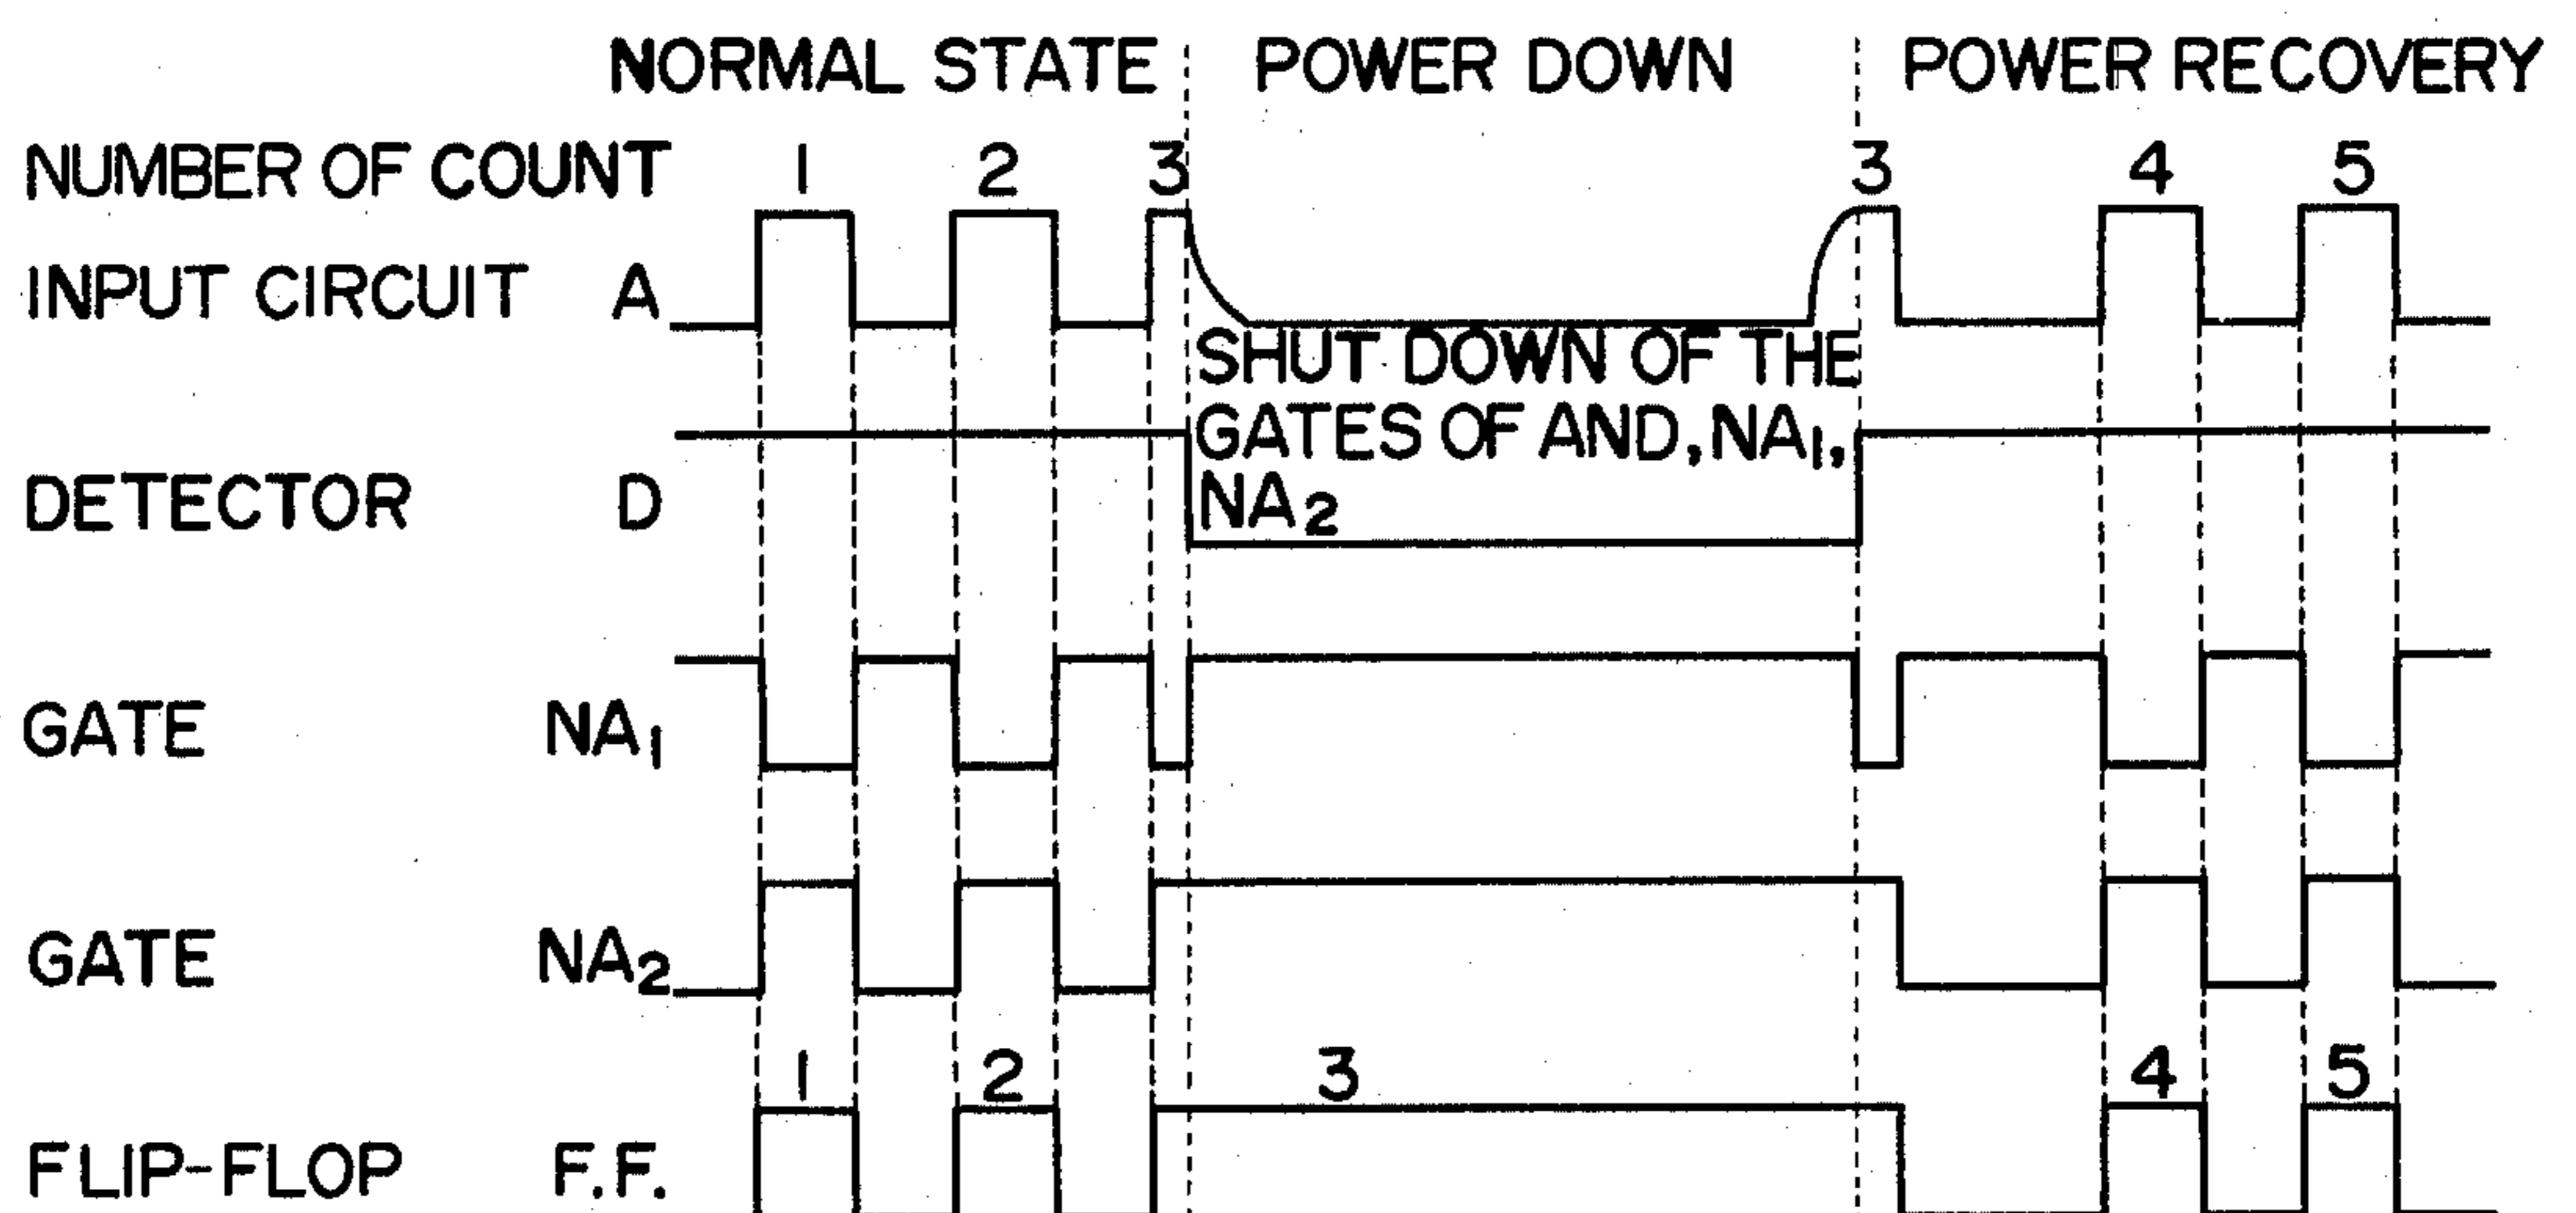 NORMAL STATE POWER DOWN POWER RECOVERY
NUMBER OF COUNT 1 2 3 3 4 5
INPUT CIRCUIT A
SHUT DOWN OF THE
GATES OF AND, NA₁,
NA₂
DETECTOR D
GATE NA₁
GATE NA₂
1 2 3 4 5
FLIP-FLOP F.F.